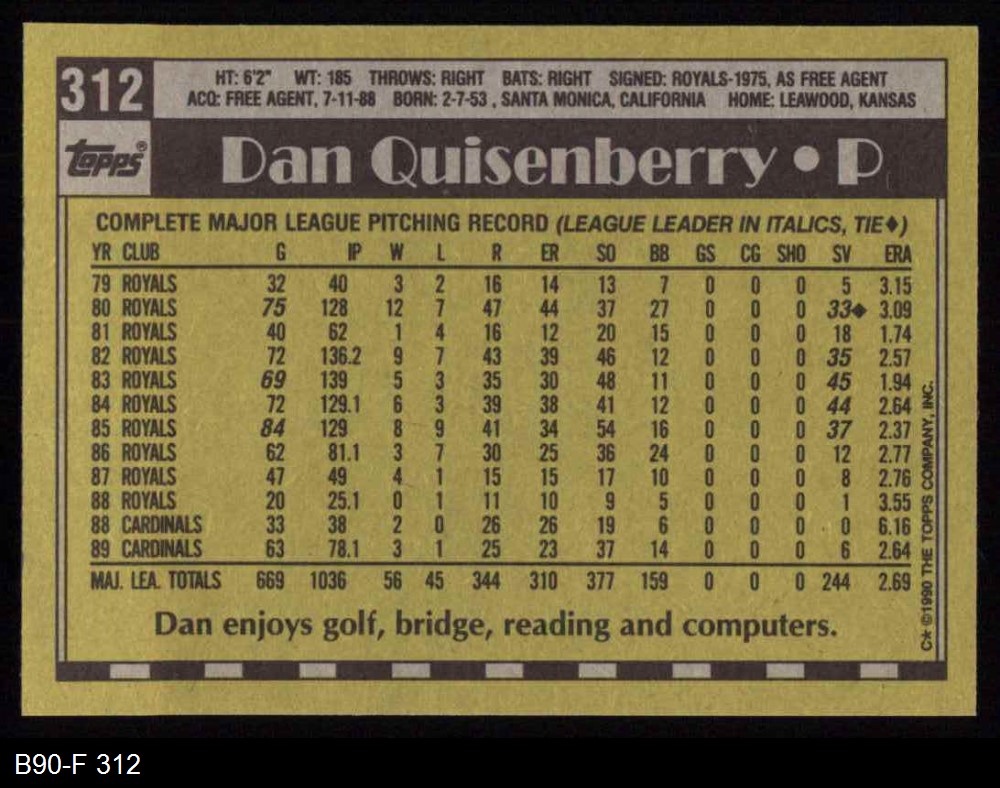 312
HT: 6'2" WT: 185 THROWS: RIGHT BATS: RIGHT SIGNED: ROYALS-1975, AS FREE AGENT
ACQ: FREE AGENT, 7-11-88 BORN: 2-7-53 , SANTA MONICA, CALIFORNIA HOME: LEAWOOD, KANSAS
Topps®
Dan Quisenberry • P
COMPLETE MAJOR LEAGUE PITCHING RECORD (LEAGUE LEADER IN ITALICS, TIE♦)
YR CLUB G IP W L R ER SO BB GS CG SHO SV ERA
79 ROYALS 32 40 3 2 16 14 13 7 0 0 0 5 3.15
80 ROYALS 75 128 12 7 47 44 37 27 0 0 0 33♦ 3.09
81 ROYALS 40 62 1 4 16 12 20 15 0 0 0 18 1.74
82 ROYALS 72 136.2 9 7 43 39 46 12 0 0 0 35 2.57
83 ROYALS 69 139 5 3 35 30 48 11 0 0 0 45 1.94
84 ROYALS 72 129.1 6 3 39 38 41 12 0 0 0 44 2.64
85 ROYALS 84 129 8 9 41 34 54 16 0 0 0 37 2.37
86 ROYALS 62 81.1 3 7 30 25 36 24 0 0 0 12 2.77
87 ROYALS 47 49 4 1 15 15 17 10 0 0 0 8 2.76
88 ROYALS 20 25.1 0 1 11 10 9 5 0 0 0 1 3.55
88 CARDINALS 33 38 2 0 26 26 19 6 0 0 0 0 6.16
89 CARDINALS 63 78.1 3 1 25 23 37 14 0 0 0 6 2.64
MAJ. LEA. TOTALS 669 1036 56 45 344 310 377 159 0 0 0 244 2.69
Dan enjoys golf, bridge, reading and computers.
C* ©1990 THE TOPPS COMPANY, INC.
B90-F 312